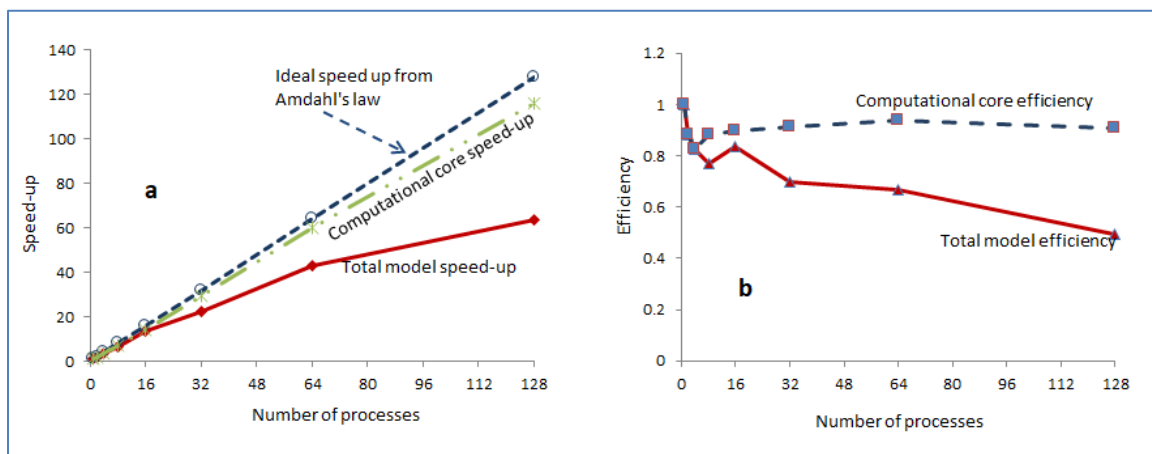 140
120
100
80
60
40
20
0
Speed-up
Ideal speed up from
Amdahl's law
Computational core speed-up
a
Total model speed-up
0 16 32 48 64 80 96 112 128
Number of processes
1.2
1
0.8
0.6
0.4
0.2
0
Efficiency
Computational core efficiency
Total model efficiency
b
0 16 32 48 64 80 96 112 128
Number of processes